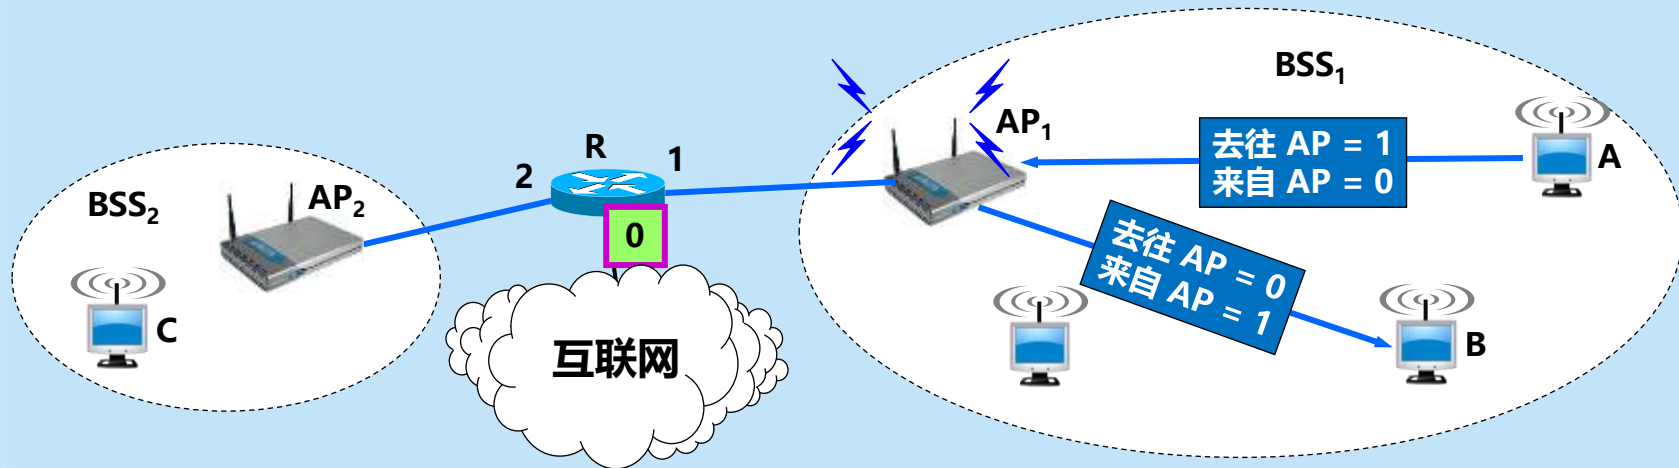 BSS₁
AP₁
去往 AP = 1
来自 AP = 0
A
R
1
2
AP₂
BSS₂
0
去往 AP = 0
来自 AP = 1
C
互联网
B